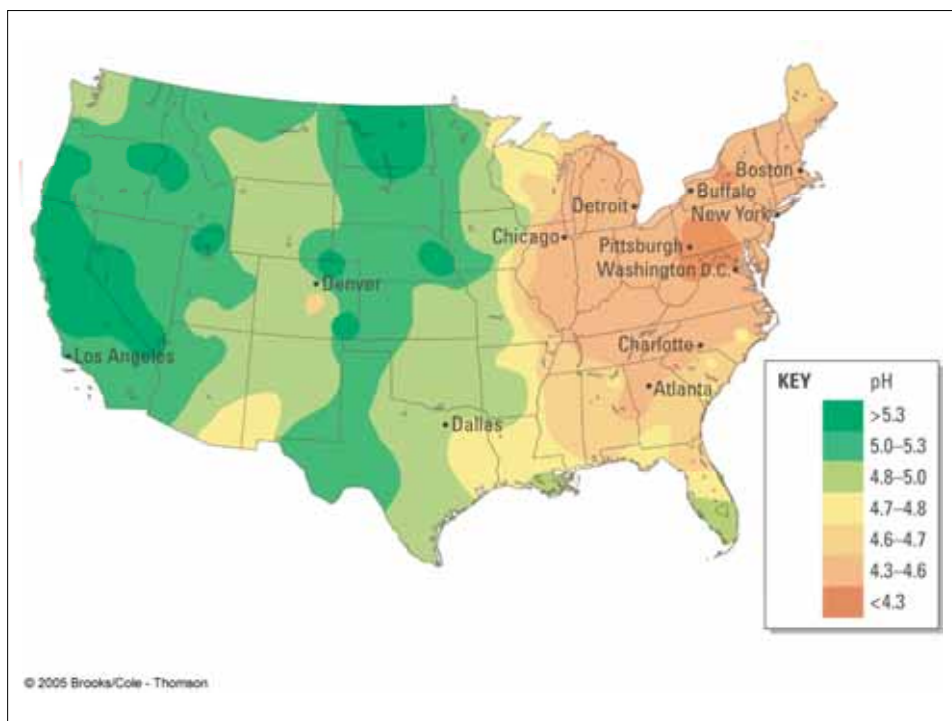 Boston
Buffalo
Detroit
New York
Chicago
Pittsburgh
Washington D.C.
Denver
Los Angeles
Charlotte
Atlanta
Dallas
KEY pH
>5.3
5.0–5.3
4.8–5.0
4.7–4.8
4.6–4.7
4.3–4.6
<4.3
© 2005 Brooks/Cole - Thomson